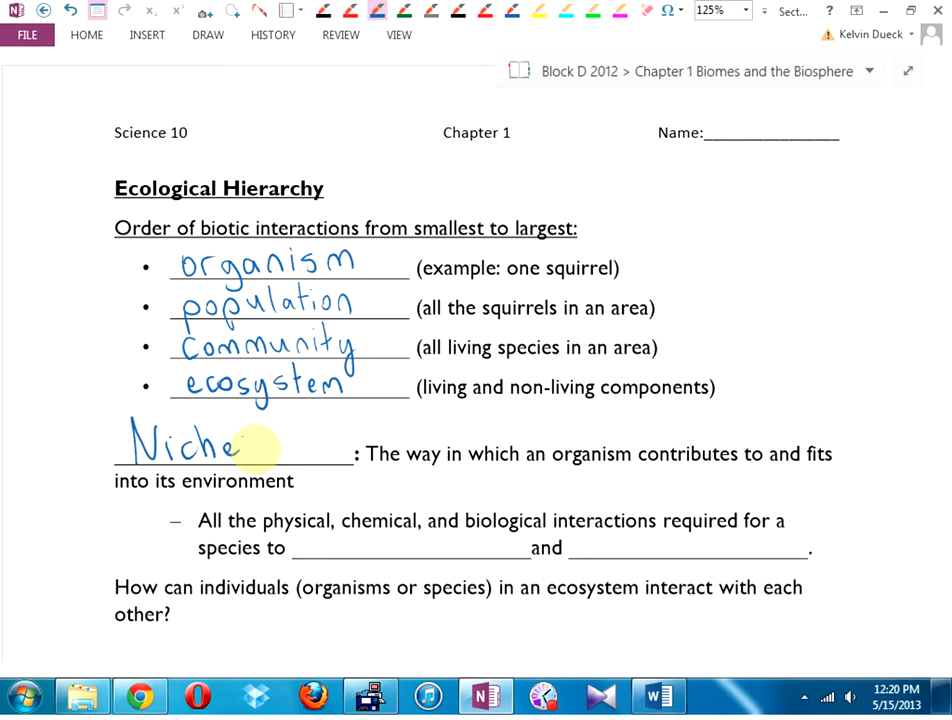 125% Sect... ?
FILE HOME INSERT DRAW HISTORY REVIEW VIEW Kelvin Dueck
Block D 2012 > Chapter 1 Biomes and the Biosphere
Science 10 Chapter 1 Name:________________
Ecological Hierarchy
Order of biotic interactions from smallest to largest:
• organism (example: one squirrel)
• population (all the squirrels in an area)
• community (all living species in an area)
• ecosystem (living and non-living components)
Niche : The way in which an organism contributes to and fits
into its environment
– All the physical, chemical, and biological interactions required for a
species to ______________________and ______________________.
How can individuals (organisms or species) in an ecosystem interact with each
other?
12:20 PM
5/15/2013